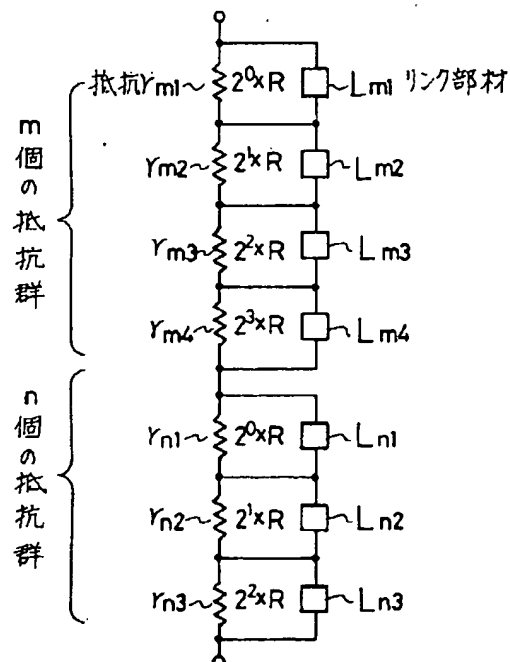 抵抗rm1 2⁰×R Lm1 リンク部材
rm2 2¹×R Lm2
rm3 2²×R Lm3
rm4 2³×R Lm4
m個の抵抗群
rn1 2⁰×R Ln1
rn2 2¹×R Ln2
rn3 2²×R Ln3
n個の抵抗群